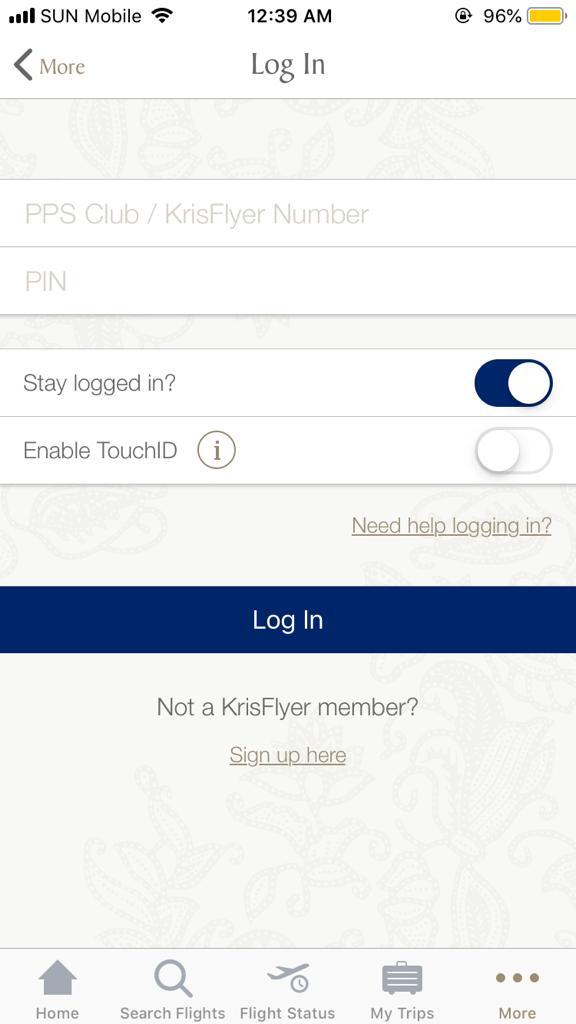 SUN Mobile 12:39 AM 96%
More Log In
PPS Club / KrisFlyer Number
PIN
Stay logged in?
Enable TouchID i
Need help logging in?
Log In
Not a KrisFlyer member?
Sign up here
Home Search Flights Flight Status My Trips More